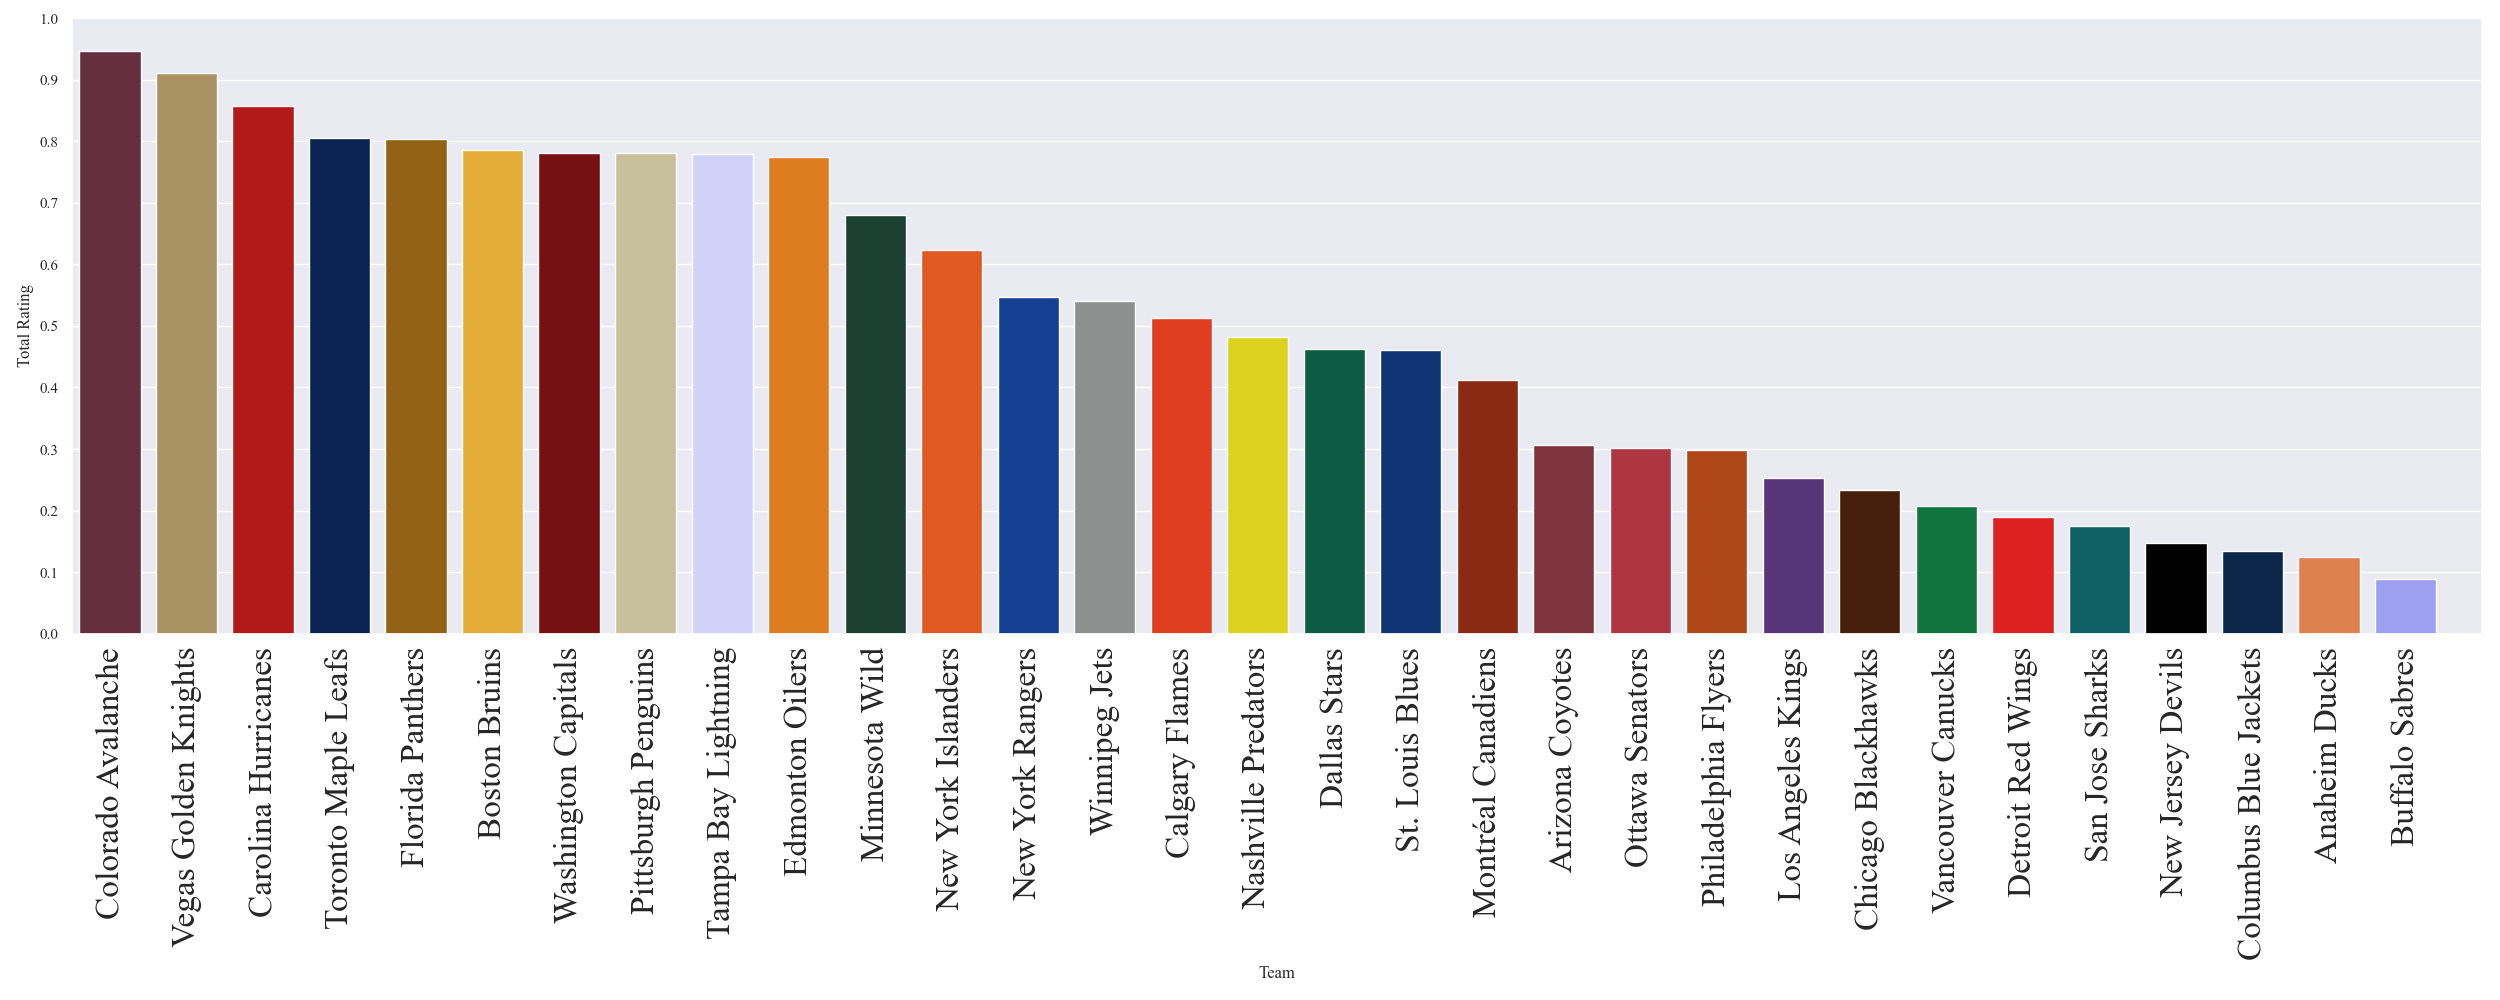 1.0
0.9
0.8
0.7
0.6
0.5
0.4
0.3
0.2
0.1
0.0
Total Rating
Colorado Avalanche
Vegas Golden Knights
Carolina Hurricanes
Toronto Maple Leafs
Florida Panthers
Boston Bruins
Washington Capitals
Pittsburgh Penguins
Tampa Bay Lightning
Edmonton Oilers
Minnesota Wild
New York Islanders
New York Rangers
Winnipeg Jets
Calgary Flames
Nashville Predators
Dallas Stars
St. Louis Blues
Montréal Canadiens
Arizona Coyotes
Ottawa Senators
Philadelphia Flyers
Los Angeles Kings
Chicago Blackhawks
Vancouver Canucks
Detroit Red Wings
San Jose Sharks
New Jersey Devils
Columbus Blue Jackets
Anaheim Ducks
Buffalo Sabres
Team